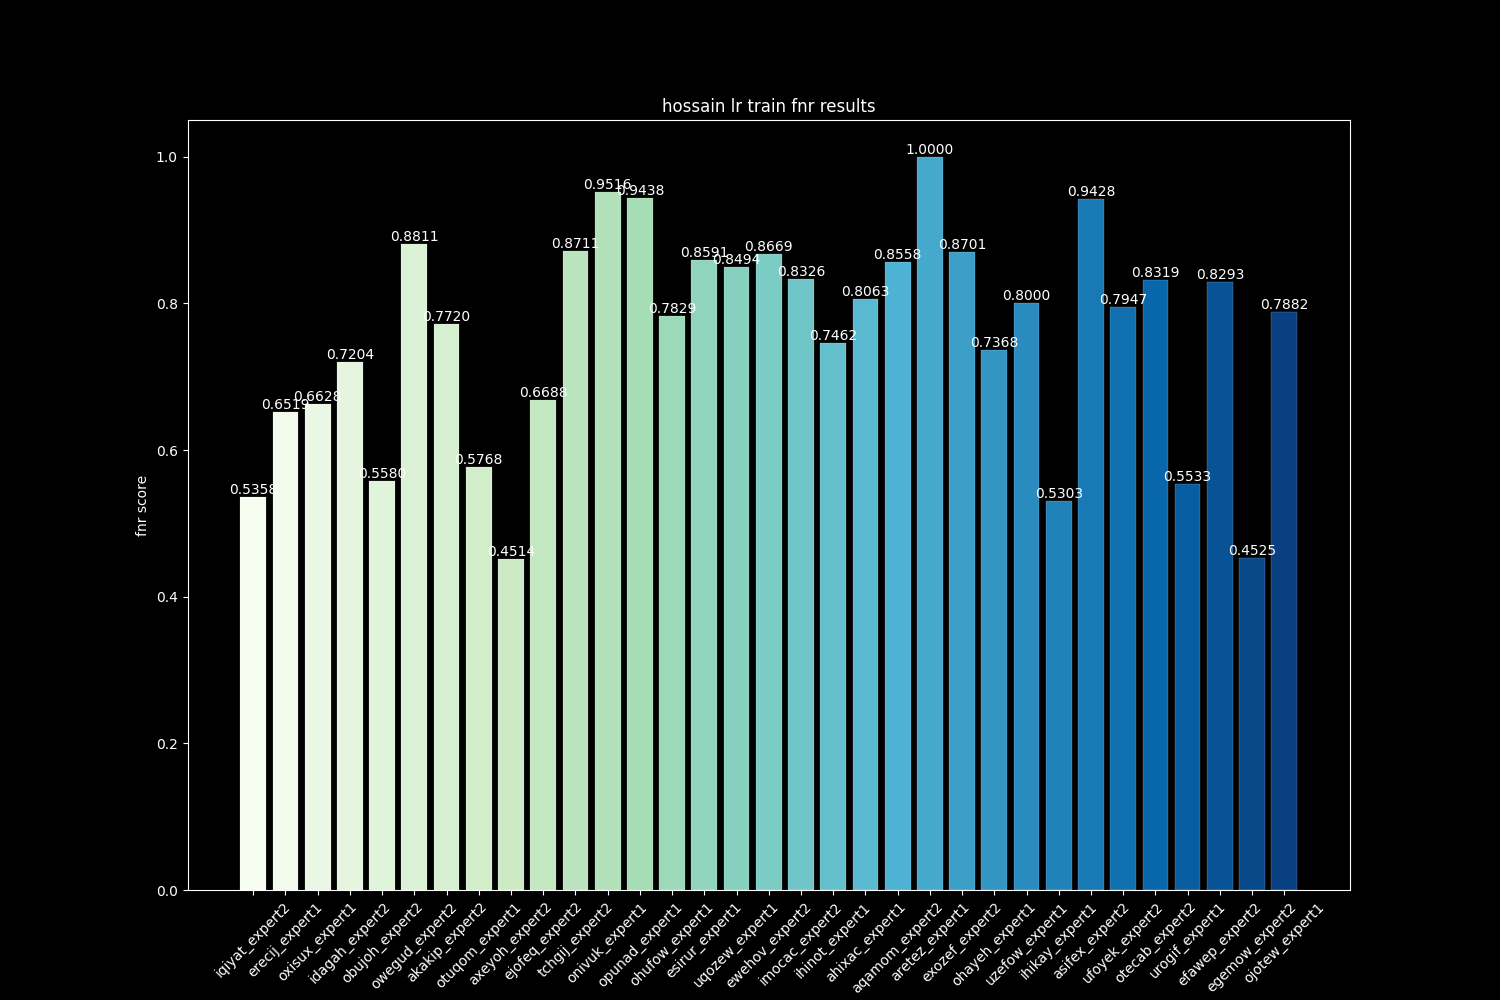 hossain lr train fnr results
fnr score
1.0
0.8
0.6
0.4
0.2
0.0
0.5358
0.6519
0.6628
0.7204
0.5580
0.8811
0.7720
0.5768
0.4514
0.6688
0.8711
0.9516
0.9438
0.7829
0.8591
0.8494
0.8669
0.8326
0.7462
0.8063
0.8558
1.0000
0.8701
0.7368
0.8000
0.5303
0.9428
0.7947
0.8319
0.5533
0.8293
0.4525
0.7882
iqjyat_expert2
erecij_expert1
oxisux_expert1
idagah_expert2
obujoh_expert2
owegud_expert2
akakip_expert2
otuqom_expert1
axeyoh_expert2
ejofeq_expert2
tchgjj_expert2
onivuk_expert1
opunad_expert1
ohufow_expert1
esirur_expert1
uqozew_expert1
ewehov_expert2
imocac_expert2
ihinot_expert1
ahixac_expert1
aqamom_expert2
aretez_expert1
exozef_expert2
ohayeh_expert1
uzefow_expert1
ihikay_expert1
asifex_expert2
ufoyek_expert2
otecab_expert2
urogif_expert1
efawep_expert2
egemow_expert2
ojotew_expert1